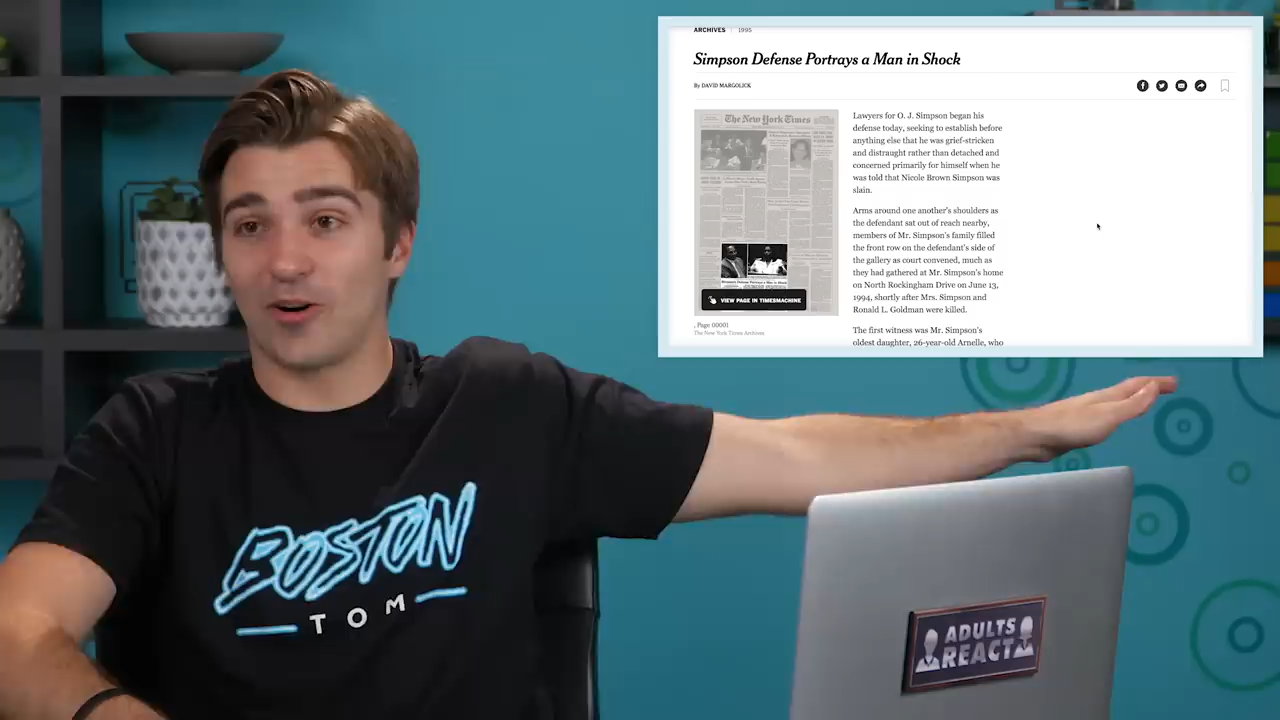 ARCHIVES | 1995
Simpson Defense Portrays a Man in Shock
By DAVID MARGOLICK
The New York Times
VIEW PAGE IN TIMESMACHINE
, Page 00001
The New York Times Archives
Lawyers for O. J. Simpson began his
defense today, seeking to establish before
anything else that he was grief-stricken
and distraught rather than detached and
concerned primarily for himself when he
was told that Nicole Brown Simpson was
slain.
Arms around one another's shoulders as
the defendant sat out of reach nearby,
members of Mr. Simpson's family filled
the front row on the defendant's side of
the gallery as court convened, much as
they had gathered at Mr. Simpson's home
on North Rockingham Drive on June 13,
1994, shortly after Mrs. Simpson and
Ronald L. Goldman were killed.
The first witness was Mr. Simpson's
oldest daughter, 26-year-old Arnelle, who
BOSTON
TOM
ADULTS
REACT